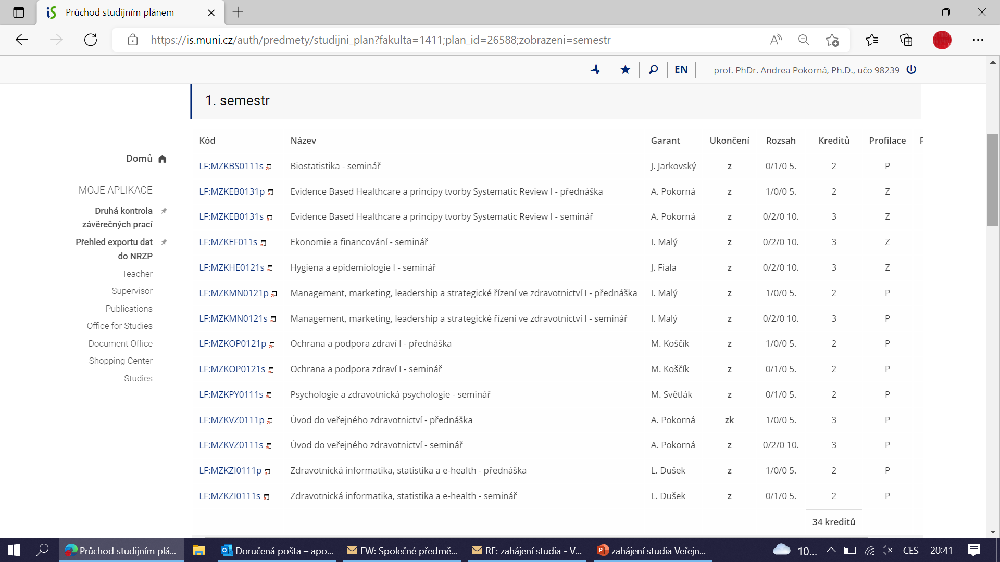 Průchod studijním plánem
https://is.muni.cz/auth/predmety/studijni_plan?fakulta=1411;plan_id=26588;zobrazeni=semestr
EN prof. PhDr. Andrea Pokorná, Ph.D., učo 98239
1. semestr
Domů
MOJE APLIKACE
Druhá kontrola
závěrečných prací
Přehled exportu dat
do NRZP
Teacher
Supervisor
Publications
Office for Studies
Document Office
Shopping Center
Studies
Kód Název Garant Ukončení Rozsah Kreditů Profilace
LF:MZKBS0111s Biostatistika - seminář J. Jarkovský z 0/1/0 5. 2 P
LF:MZKEB0131p Evidence Based Healthcare a principy tvorby Systematic Review I - přednáška A. Pokorná z 1/0/0 5. 2 Z
LF:MZKEB0131s Evidence Based Healthcare a principy tvorby Systematic Review I - seminář A. Pokorná z 0/2/0 10. 3 Z
LF:MZKEF011s Ekonomie a financování - seminář I. Malý z 0/2/0 10. 3 Z
LF:MZKHE0121s Hygiena a epidemiologie I - seminář J. Fiala z 0/2/0 10. 3 Z
LF:MZKMN0121p Management, marketing, leadership a strategické řízení ve zdravotnictví I - přednáška I. Malý z 1/0/0 5. 2 P
LF:MZKMN0121s Management, marketing, leadership a strategické řízení ve zdravotnictví I - seminář I. Malý z 0/2/0 10. 3 P
LF:MZKOP0121p Ochrana a podpora zdraví I - přednáška M. Koščík z 1/0/0 5. 2 P
LF:MZKOP0121s Ochrana a podpora zdraví I - seminář M. Koščík z 0/1/0 5. 2 P
LF:MZKPY0111s Psychologie a zdravotnická psychologie - seminář M. Světlák z 0/1/0 5. 2 P
LF:MZKVZ0111p Úvod do veřejného zdravotnictví - přednáška A. Pokorná zk 1/0/0 5. 3 P
LF:MZKVZ0111s Úvod do veřejného zdravotnictví - seminář A. Pokorná z 0/2/0 10. 3 P
LF:MZKZI0111p Zdravotnická informatika, statistika a e-health - přednáška L. Dušek z 1/0/0 5. 2 P
LF:MZKZI0111s Zdravotnická informatika, statistika a e-health - seminář L. Dušek z 0/1/0 5. 2 P
34 kreditů
Průchod studijním plá... Doručená pošta – apo... FW: Společné předmě... RE: zahájení studia - V... zahájení studia Veřejn... 10... CES 20:41